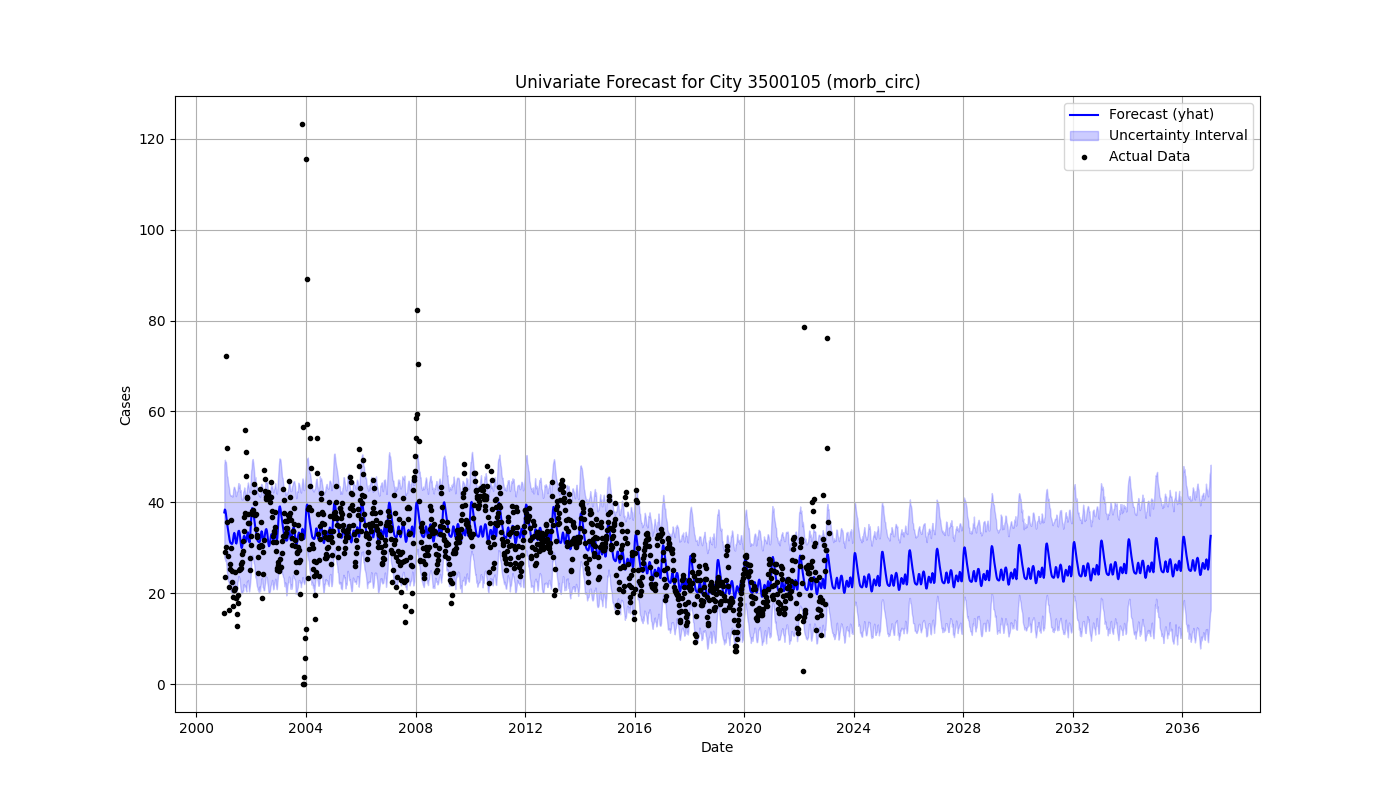 Univariate Forecast for City 3500105 (morb_circ)
Forecast (yhat)
Uncertainty Interval
Actual Data
120
100
80
60
40
20
0
Cases
2000 2004 2008 2012 2016 2020 2024 2028 2032 2036
Date